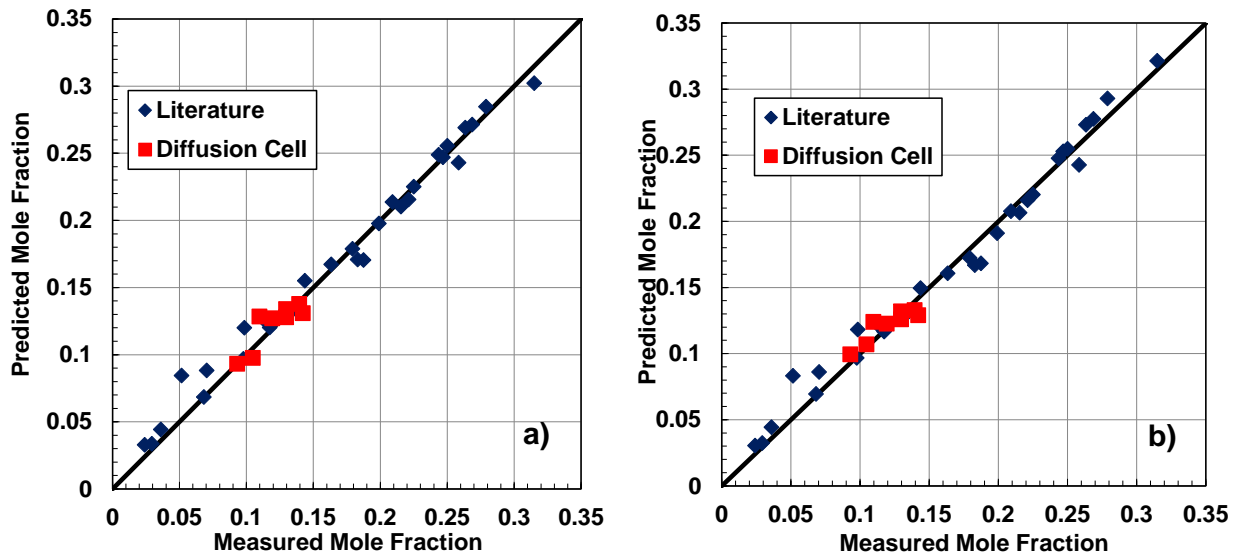 Predicted Mole Fraction
0.35
0.3
0.25
0.2
0.15
0.1
0.05
0
Literature
Diffusion Cell
a)
0 0.05 0.1 0.15 0.2 0.25 0.3 0.35
Measured Mole Fraction
Predicted Mole Fraction
0.35
0.3
0.25
0.2
0.15
0.1
0.05
0
Literature
Diffusion Cell
b)
0 0.05 0.1 0.15 0.2 0.25 0.3 0.35
Measured Mole Fraction